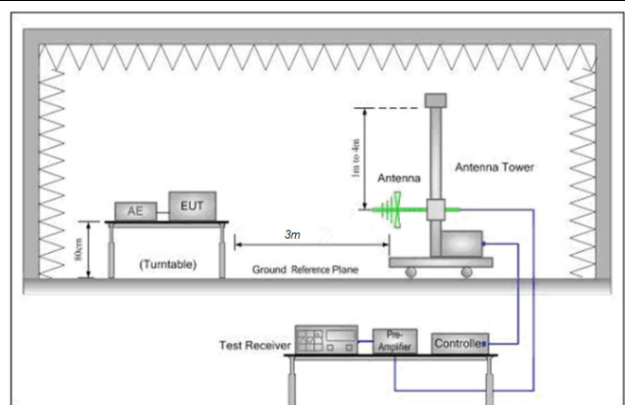 1m to 4m
Antenna
Antenna Tower
AE
EUT
3m
80cm
(Turntable)
Ground Reference Plane
Test Receiver
Pre-
Amplifier
Controller